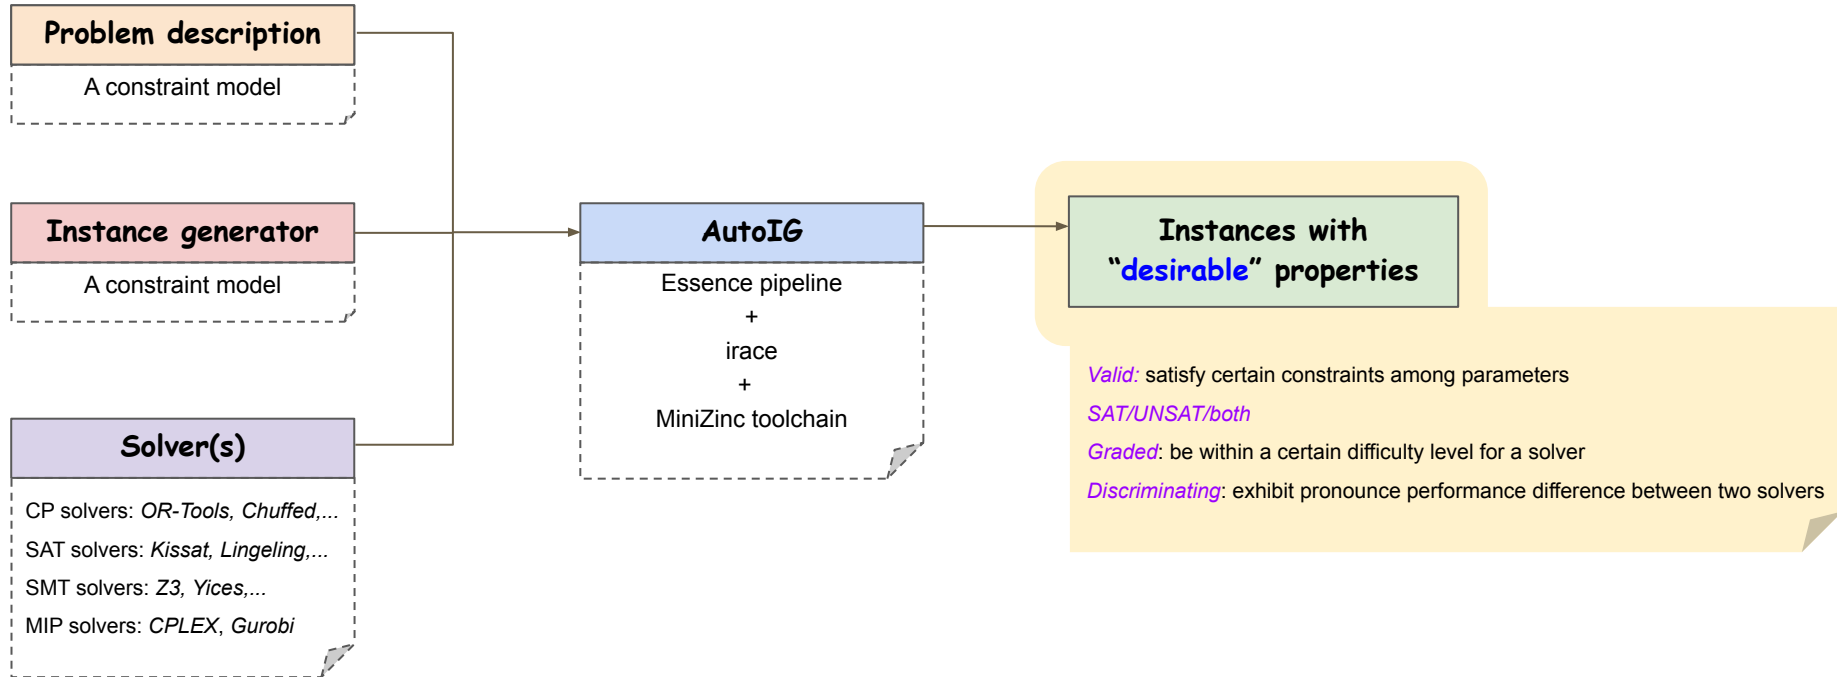 Problem description
A constraint model
Instance generator
A constraint model
Solver(s)
CP solvers: OR-Tools, Chuffed,...
SAT solvers: Kissat, Lingeling,...
SMT solvers: Z3, Yices,...
MIP solvers: CPLEX, Gurobi
AutoIG
Essence pipeline
+
irace
+
MiniZinc toolchain
Instances with
“desirable” properties
Valid: satisfy certain constraints among parameters
SAT/UNSAT/both
Graded: be within a certain difficulty level for a solver
Discriminating: exhibit pronounce performance difference between two solvers